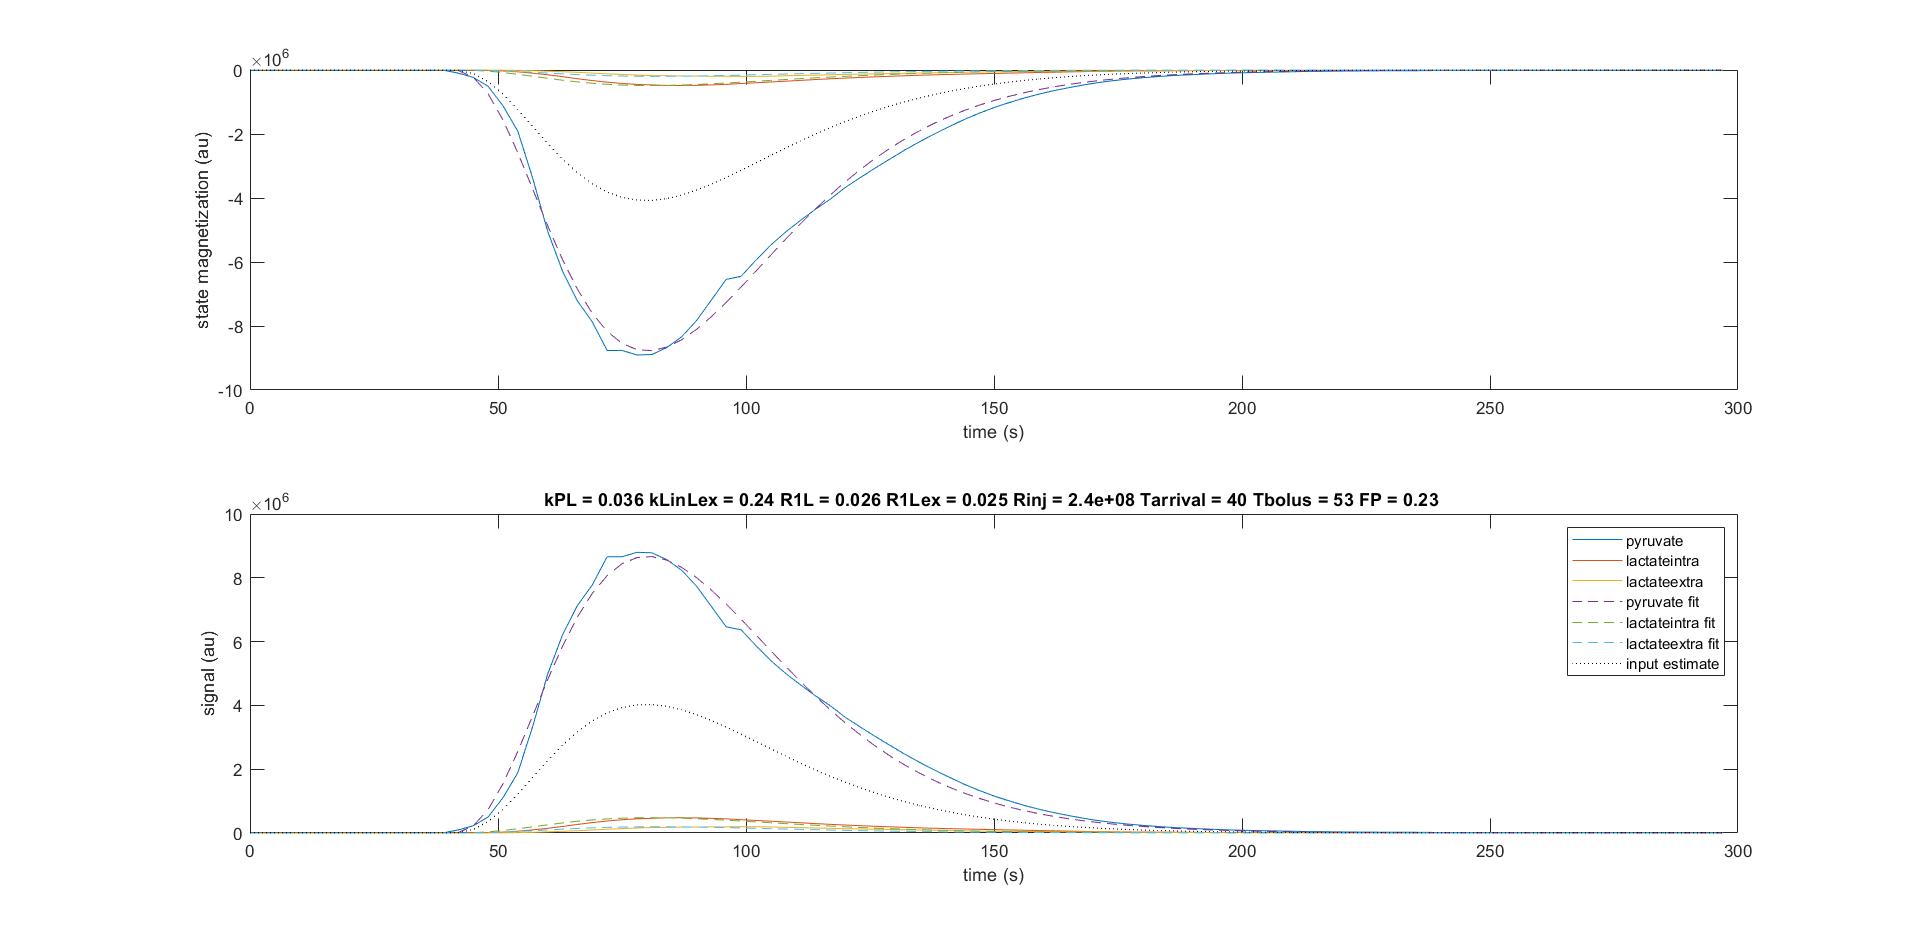 ×10^6
0
-2
-4
-6
-8
-10
state magnetization (au)
0 50 100 150 200 250 300
time (s)
kPL = 0.036 kLinLex = 0.24 R1L = 0.026 R1Lex = 0.025 Rinj = 2.4e+08 Tarrival = 40 Tbolus = 53 FP = 0.23
×10^6
10
8
6
4
2
0
signal (au)
pyruvate
lactateintra
lactateextra
pyruvate fit
lactateintra fit
lactateextra fit
input estimate
0 50 100 150 200 250 300
time (s)